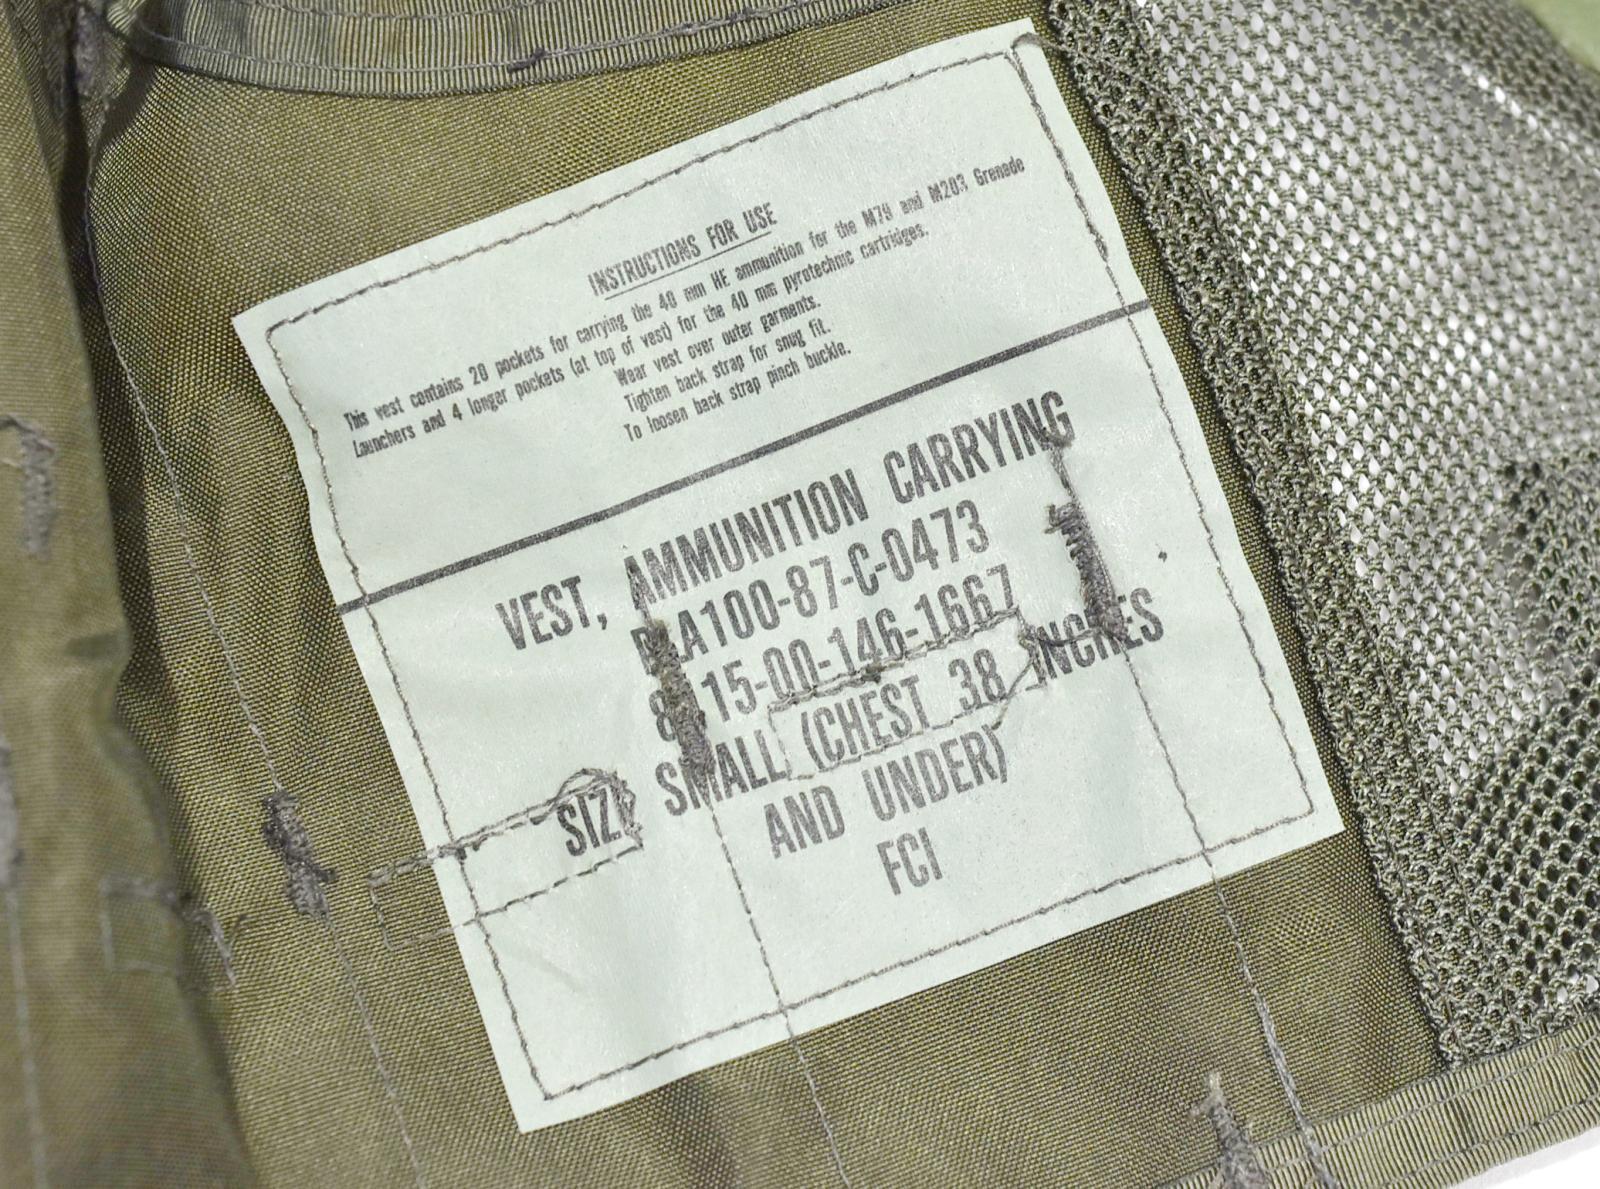 INSTRUCTIONS FOR USE
This vest contains 20 pockets for carrying the 40 mm HE ammunition for the M79 and M203 Grenade
Launchers and 4 longer pockets (at top of vest) for the 40 mm pyrotechnic cartridges.
Wear vest over outer garments.
Tighten back strap for snug fit.
To loosen back strap pinch buckle.
VEST, AMMUNITION CARRYING
DLA100-87-C-0473
8415-00-146-1667
SIZE SMALL (CHEST 38 INCHES
AND UNDER)
FCI